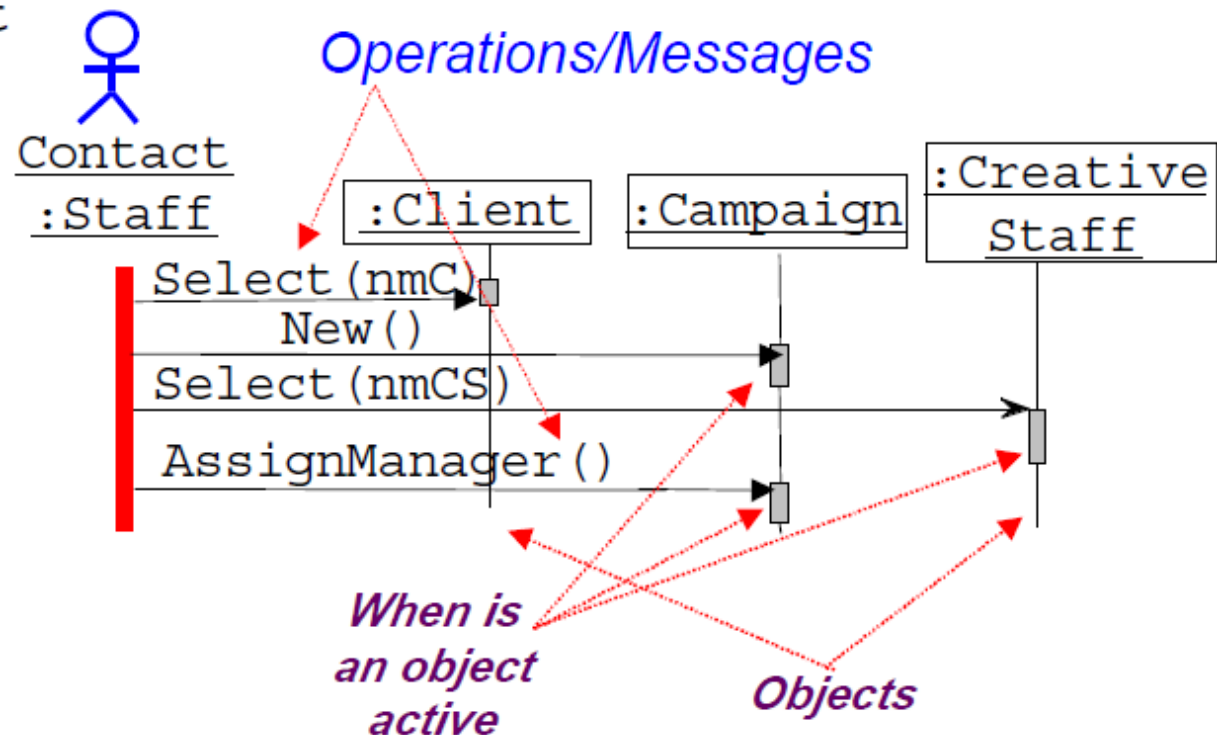 Operations/Messages
Contact
:Staff
:Client
:Campaign
:Creative
Staff
Select(nmC)
New()
Select(nmCS)
AssignManager()
When is
an object
active
Objects